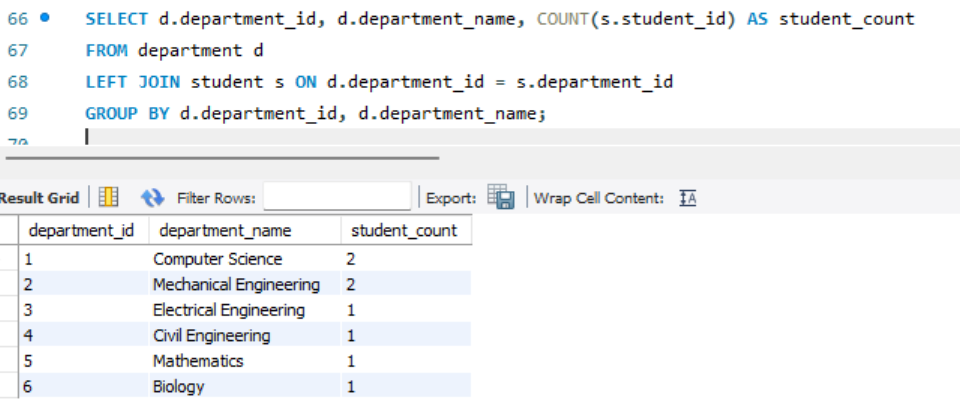 66 SELECT d.department_id, d.department_name, COUNT(s.student_id) AS student_count
67 FROM department d
68 LEFT JOIN student s ON d.department_id = s.department_id
69 GROUP BY d.department_id, d.department_name;
70
Result Grid Filter Rows: Export: Wrap Cell Content: IA
department_id department_name student_count
1 Computer Science 2
2 Mechanical Engineering 2
3 Electrical Engineering 1
4 Civil Engineering 1
5 Mathematics 1
6 Biology 1